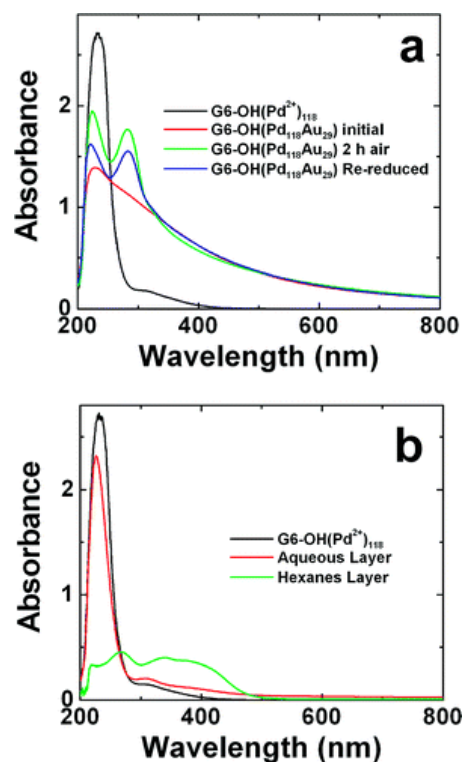 a
G6-OH(Pd²⁺)₁₁₈
G6-OH(Pd₁₁₈Au₂₉) initial
G6-OH(Pd₁₁₈Au₂₉) 2 h air
G6-OH(Pd₁₁₈Au₂₉) Re-reduced
Absorbance
2
1
0
200 400 600 800
Wavelength (nm)
b
G6-OH(Pd²⁺)₁₁₈
Aqueous Layer
Hexanes Layer
Absorbance
2
1
0
200 400 600 800
Wavelength (nm)